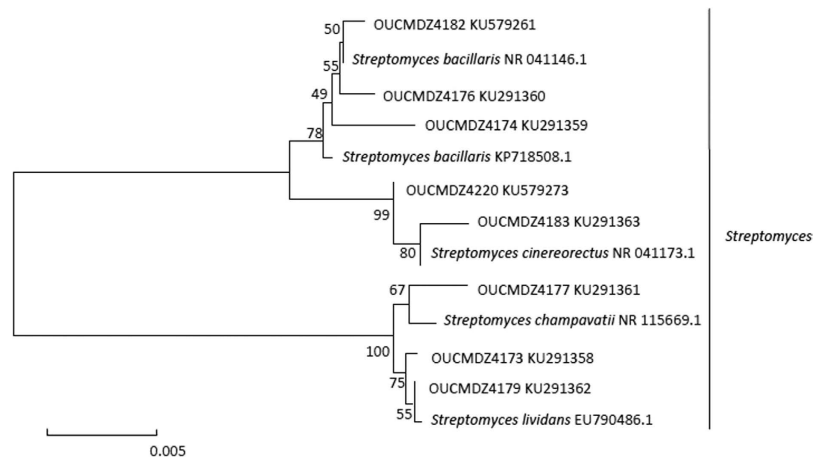 OUCMDZ4182 KU579261
50
Streptomyces bacillaris NR 041146.1
55
OUCMDZ4176 KU291360
49
OUCMDZ4174 KU291359
78
Streptomyces bacillaris KP718508.1
OUCMDZ4220 KU579273
99
OUCMDZ4183 KU291363
Streptomyces
80
Streptomyces cinereorectus NR 041173.1
67
OUCMDZ4177 KU291361
Streptomyces champavatii NR 115669.1
100
OUCMDZ4173 KU291358
75
OUCMDZ4179 KU291362
55
Streptomyces lividans EU790486.1
0.005